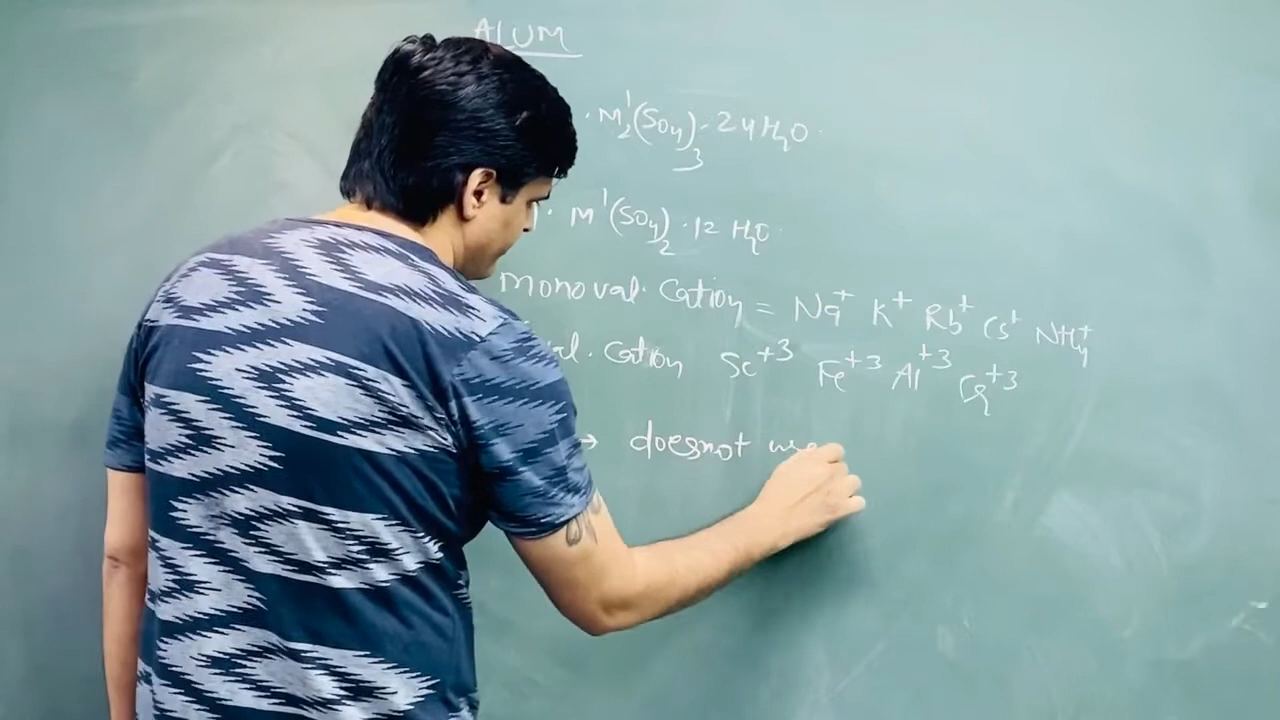 ALUM
. M'₂(SO₄)₃ . 24H₂O.
). M'(SO₄)₂ . 12 H₂O.
Monoval. Cation = Na⁺ K⁺ Rb⁺ Cs⁺ NH₄⁺
al. Cation Sc⁺³ Fe⁺³ Al⁺³ Cr⁺³
→ doesnot